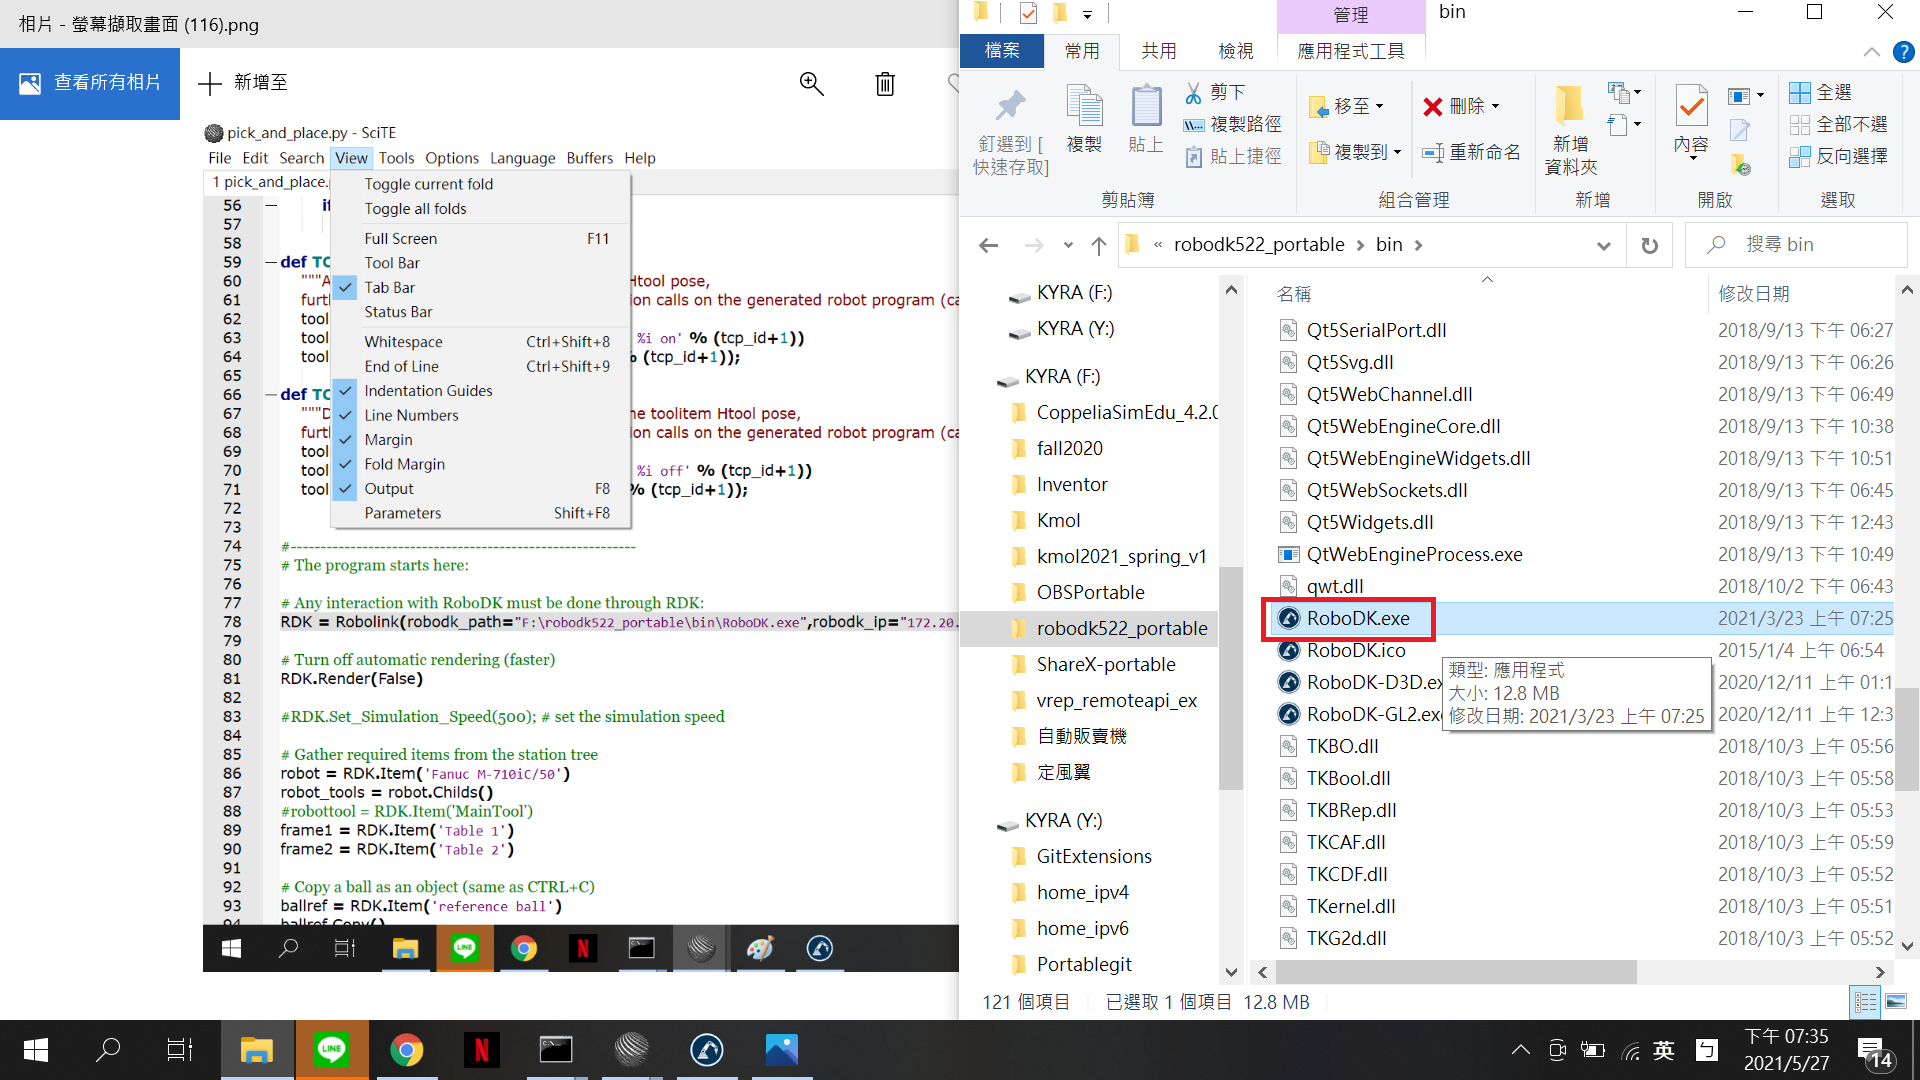 相片 - 螢幕擷取畫面 (116).png
查看所有相片
新增至
pick_and_place.py - SciTE
File Edit Search View Tools Options Language Buffers Help
1 pick_and_place.
Toggle current fold
Toggle all folds
Full Screen F11
Tool Bar
Tab Bar
Status Bar
Whitespace Ctrl+Shift+8
End of Line Ctrl+Shift+9
Indentation Guides
Line Numbers
Margin
Fold Margin
Output F8
Parameters Shift+F8
56 if
57
58
59 def TC
60 """A Htool pose,
61 furth ion calls on the generated robot program (ca
62 tool
63 tool %i on' % (tcp_id+1))
64 tool % (tcp_id+1));
65
66 def TC
67 """D ne toolitem Htool pose,
68 furth ion calls on the generated robot program (ca
69 tool
70 tool %i off' % (tcp_id+1))
71 tool % (tcp_id+1));
72
73
74 #----------------------------------------------------------
75 # The program starts here:
76
77 # Any interaction with RoboDK must be done through RDK:
78 RDK = Robolink(robodk_path="F:\robodk522_portable\bin\RoboDK.exe",robodk_ip="172.20.
79
80 # Turn off automatic rendering (faster)
81 RDK.Render(False)
82
83 #RDK.Set_Simulation_Speed(500); # set the simulation speed
84
85 # Gather required items from the station tree
86 robot = RDK.Item('Fanuc M-710iC/50')
87 robot_tools = robot.Childs()
88 #robottool = RDK.Item('MainTool')
89 frame1 = RDK.Item('Table 1')
90 frame2 = RDK.Item('Table 2')
91
92 # Copy a ball as an object (same as CTRL+C)
93 ballref = RDK.Item('reference ball')
94 ballref.Copy()
LINE
N
管理
bin
檔案 常用 共用 檢視 應用程式工具
釘選到 [
快速存取]
複製
貼上
剪下
複製路徑
貼上捷徑
剪貼簿
移至
複製到
刪除
重新命名
組合管理
新增
資料夾
新增
內容
開啟
全選
全部不選
反向選擇
選取
« robodk522_portable › bin ›
搜尋 bin
KYRA (F:)
KYRA (Y:)
KYRA (F:)
CoppeliaSimEdu_4.2.0
fall2020
Inventor
Kmol
kmol2021_spring_v1
OBSPortable
robodk522_portable
ShareX-portable
vrep_remoteapi_ex
自動販賣機
定風翼
KYRA (Y:)
GitExtensions
home_ipv4
home_ipv6
Portablegit
名稱 修改日期
Qt5SerialPort.dll 2018/9/13 下午 06:27
Qt5Svg.dll 2018/9/13 下午 06:26
Qt5WebChannel.dll 2018/9/13 下午 06:49
Qt5WebEngineCore.dll 2018/9/13 下午 10:38
Qt5WebEngineWidgets.dll 2018/9/13 下午 10:51
Qt5WebSockets.dll 2018/9/13 下午 06:45
Qt5Widgets.dll 2018/9/13 下午 12:43
QtWebEngineProcess.exe 2018/9/13 下午 10:49
qwt.dll 2018/10/2 下午 06:43
RoboDK.exe 2021/3/23 上午 07:25
RoboDK.ico 2015/1/4 上午 06:54
RoboDK-D3D.ex 2020/12/11 上午 01:1
RoboDK-GL2.exe 2020/12/11 上午 12:3
類型: 應用程式
大小: 12.8 MB
修改日期: 2021/3/23 上午 07:25
TKBO.dll 2018/10/3 上午 05:56
TKBool.dll 2018/10/3 上午 05:58
TKBRep.dll 2018/10/3 上午 05:53
TKCAF.dll 2018/10/3 上午 05:59
TKCDF.dll 2018/10/3 上午 05:52
TKernel.dll 2018/10/3 上午 05:51
TKG2d.dll 2018/10/3 上午 05:52
121 個項目 已選取 1 個項目 12.8 MB
LINE
N
英
ㄅ
下午 07:35
2021/5/27
14